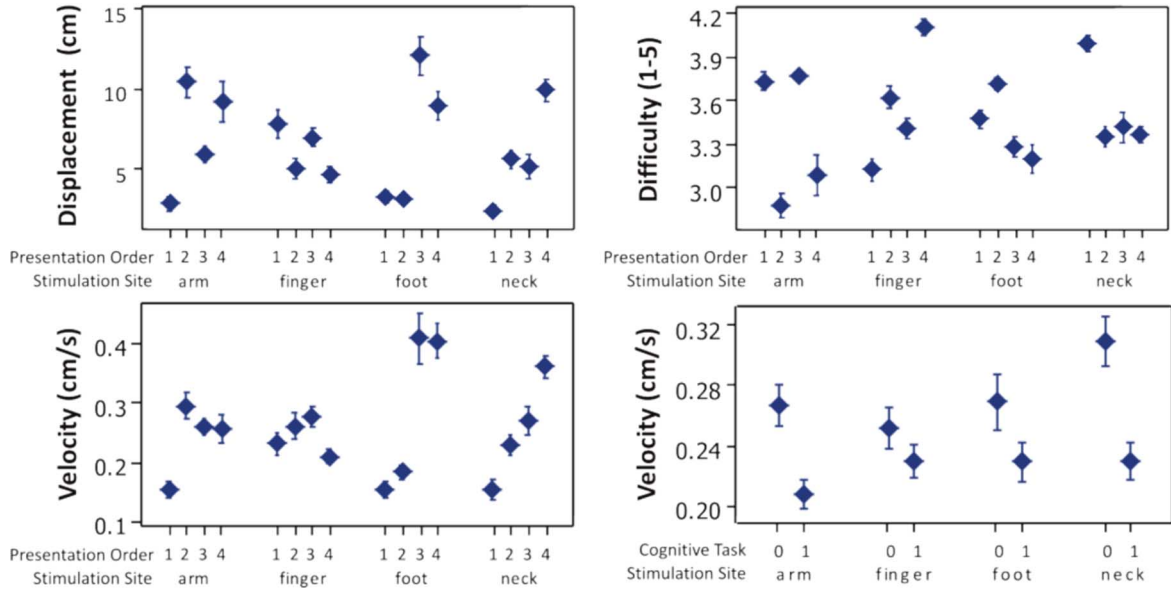 Displacement (cm)
15
10
5
Presentation Order 1 2 3 4 1 2 3 4 1 2 3 4 1 2 3 4
Stimulation Site arm finger foot neck
Difficulty (1-5)
4.2
3.9
3.6
3.3
3.0
Presentation Order 1 2 3 4 1 2 3 4 1 2 3 4 1 2 3 4
Stimulation Site arm finger foot neck
Velocity (cm/s)
0.4
0.3
0.2
0.1
Presentation Order 1 2 3 4 1 2 3 4 1 2 3 4 1 2 3 4
Stimulation Site arm finger foot neck
Velocity (cm/s)
0.32
0.28
0.24
0.20
Cognitive Task 0 1 0 1 0 1 0 1
Stimulation Site arm finger foot neck